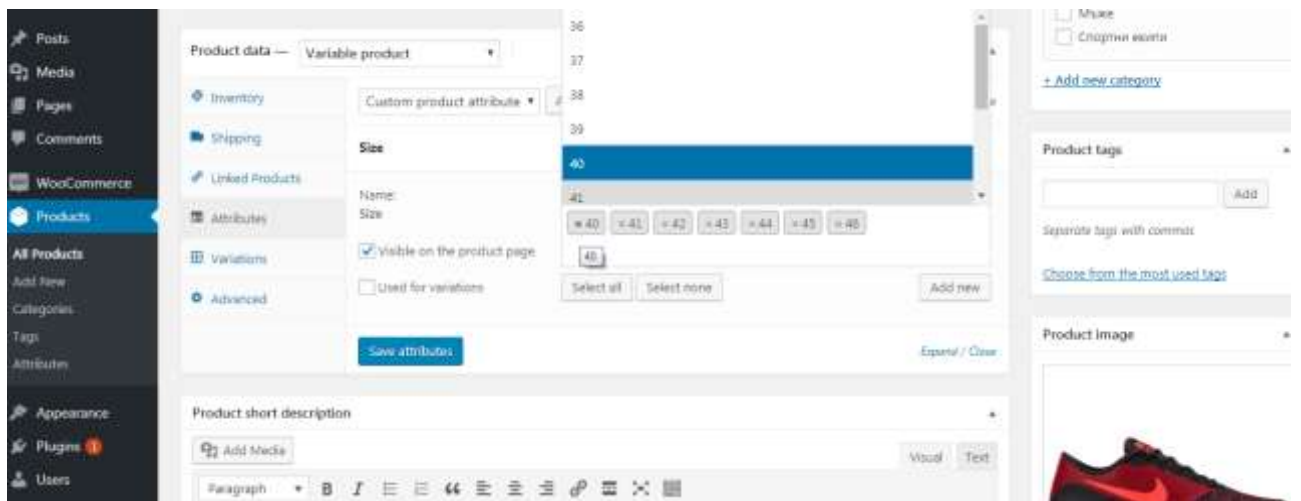 Posts
Media
Pages
Comments
WooCommerce
Products
All Products
Add New
Categories
Tags
Attributes
Appearance
Plugins 1
Users
Product data — Variable product
Inventory
Shipping
Linked Products
Attributes
Variations
Advanced
Custom product attribute
Size
Name:
Size
Visible on the product page
Used for variations
36
37
38
39
40
41
× 40 × 41 × 42 × 43 × 44 × 45 × 46
40
Select all Select none Add new
Save attributes
Expand / Close
Product short description
Add Media
Visual Text
Paragraph B I
Мъже
Спортни екипи
+ Add new category
Product tags
Add
Separate tags with commas
Choose from the most used tags
Product image